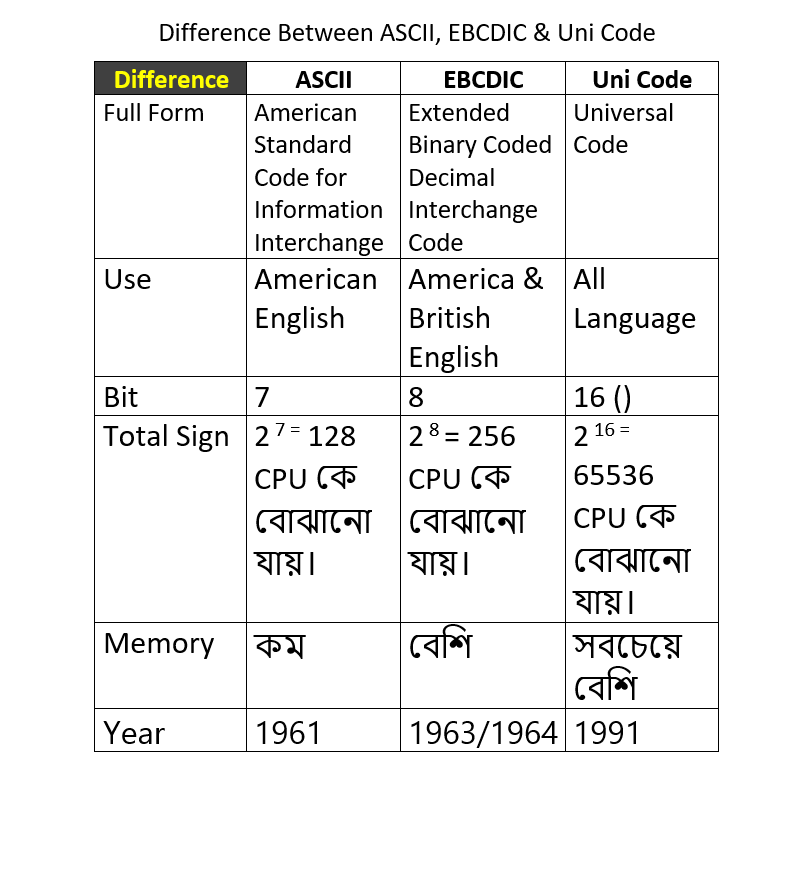 Difference Between ASCII, EBCDIC & Uni Code
Difference ASCII EBCDIC Uni Code
Full Form
American
Standard
Code for
Information
Interchange
Extended
Binary Coded
Decimal
Interchange
Code
Universal
Code
Use
American
English
America &
British
English
All
Language
Bit 7 8 16 ()
Total Sign
2 ⁷ ⁼ 128
CPU কে
বোঝানো
যায়।
2 ⁸ = 256
CPU কে
বোঝানো
যায়।
2 ¹⁶ ⁼
65536
CPU কে
বোঝানো
যায়।
Memory
কম
বেশি
সবচেয়ে
বেশি
Year 1961 1963/1964 1991